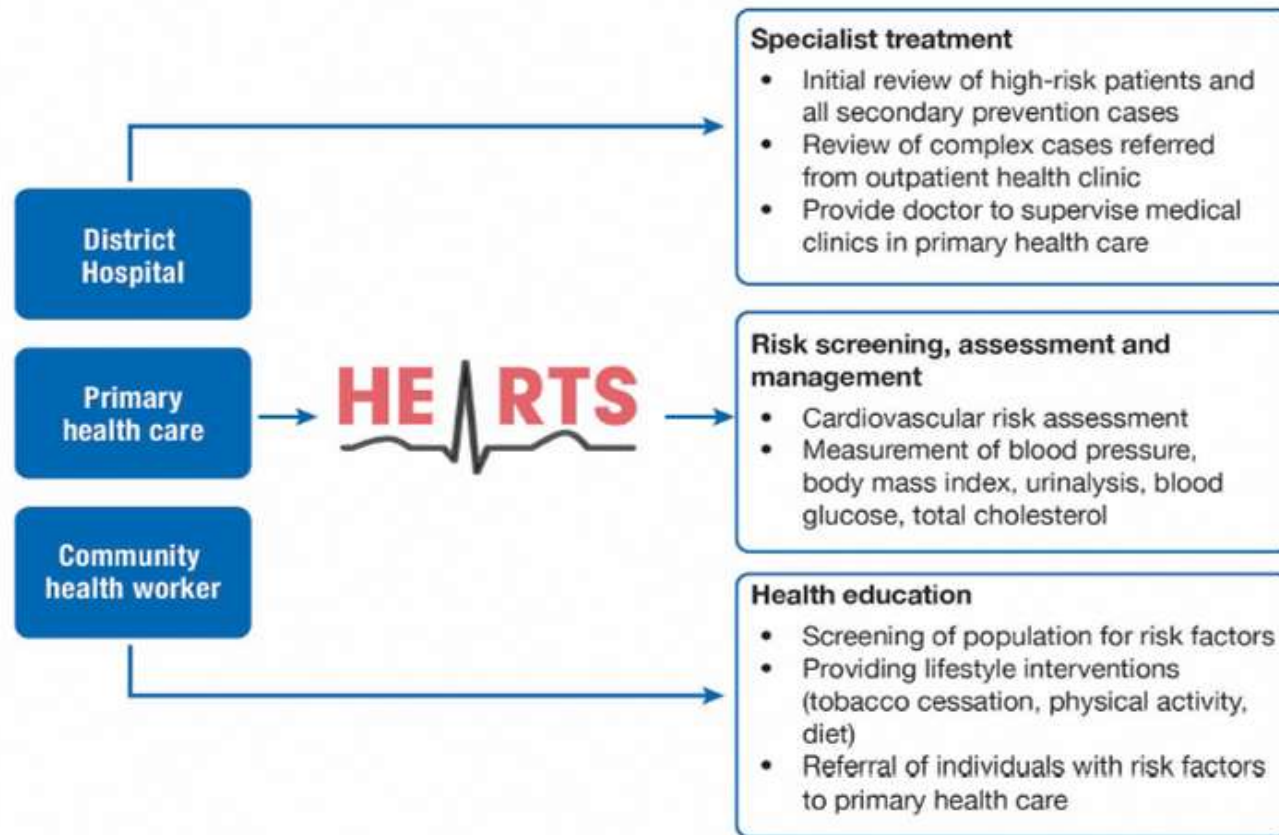 Specialist treatment
• Initial review of high-risk patients and
all secondary prevention cases
• Review of complex cases referred
from outpatient health clinic
• Provide doctor to supervise medical
clinics in primary health care
District
Hospital
Primary
health care
HEARTS
Risk screening, assessment and
management
• Cardiovascular risk assessment
• Measurement of blood pressure,
body mass index, urinalysis, blood
glucose, total cholesterol
Community
health worker
Health education
• Screening of population for risk factors
• Providing lifestyle interventions
(tobacco cessation, physical activity,
diet)
• Referral of individuals with risk factors
to primary health care